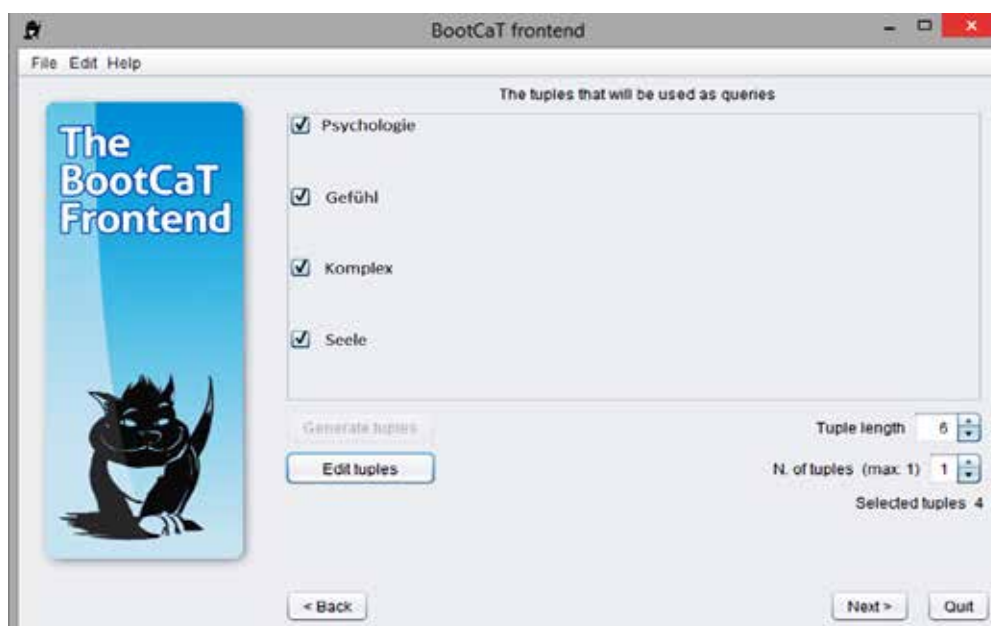 BootCaT frontend
File Edit Help
The tuples that will be used as queries
The
BootCaT
Frontend
Psychologie
Gefühl
Komplex
Seele
Generate tuples
Tuple length 6
Edit tuples
N. of tuples (max: 1) 1
Selected tuples 4
< Back
Next >
Quit